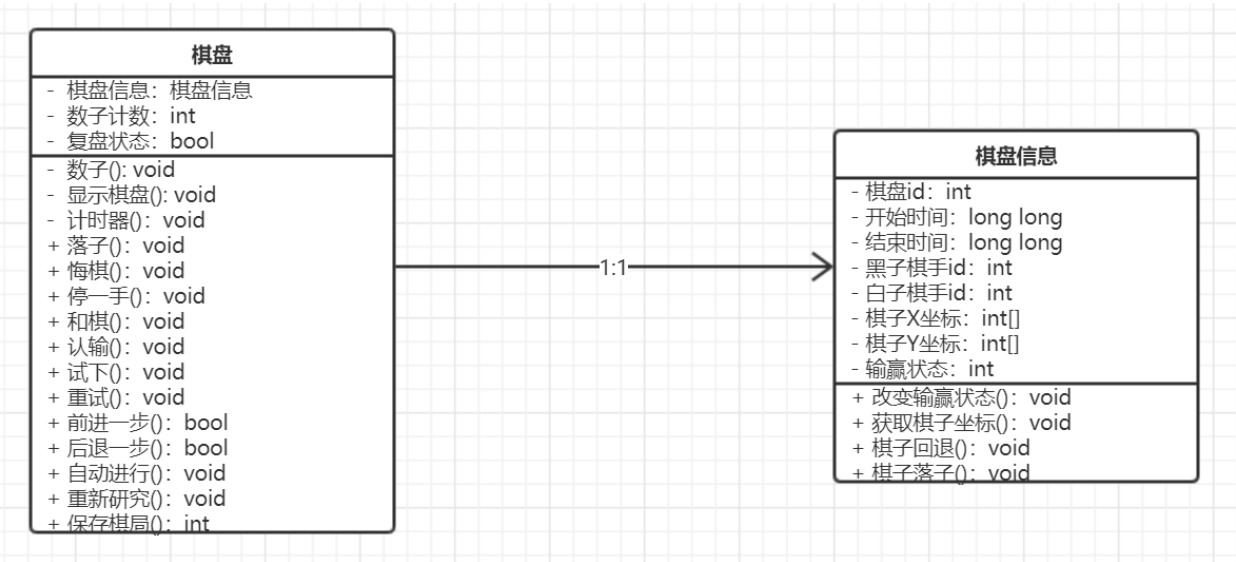 棋盘
- 棋盘信息：棋盘信息
- 数子计数：int
- 复盘状态：bool
- 数子(): void
- 显示棋盘(): void
- 计时器()：void
+ 落子()：void
+ 悔棋()：void
+ 停一手()：void
+ 和棋()：void
+ 认输()：void
+ 试下()：void
+ 重试()：void
+ 前进一步()：bool
+ 后退一步()：bool
+ 自动进行()：void
+ 重新研究()：void
+ 保存棋局()：int
1:1
棋盘信息
- 棋盘id：int
- 开始时间：long long
- 结束时间：long long
- 黑子棋手id：int
- 白子棋手id：int
- 棋子X坐标：int[]
- 棋子Y坐标：int[]
- 输赢状态：int
+ 改变输赢状态()：void
+ 获取棋子坐标()：void
+ 棋子回退()：void
+ 棋子落子()：void